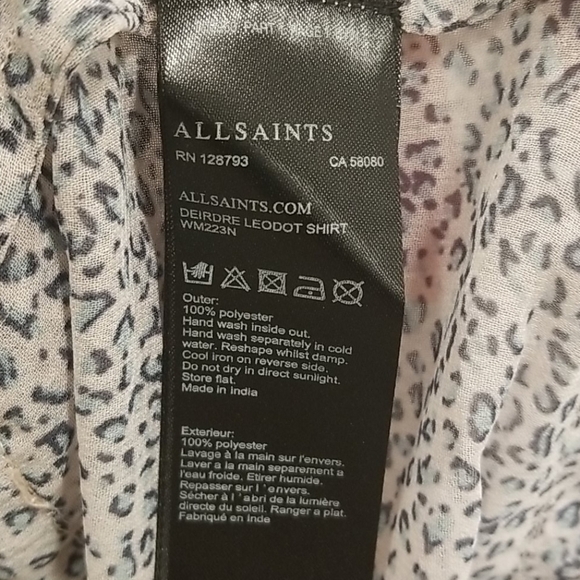 ALLSAINTS
RN 128793 CA 58080
ALLSAINTS.COM
DEIRDRE LEODOT SHIRT
WM223N
Outer:
100% polyester
Hand wash inside out.
Hand wash separately in cold
water. Reshape whilst damp.
Cool iron on reverse side.
Do not dry in direct sunlight.
Store flat.
Made in India
Exterieur:
100% polyester
Lavage à la main sur l'envers.
Laver a la main separement a
l'eau froide. Etirer humide.
Repasser sur l ' envers.
Sécher à l ' abri de la lumière
directe du soleil. Ranger a plat.
Fabriqué en Inde